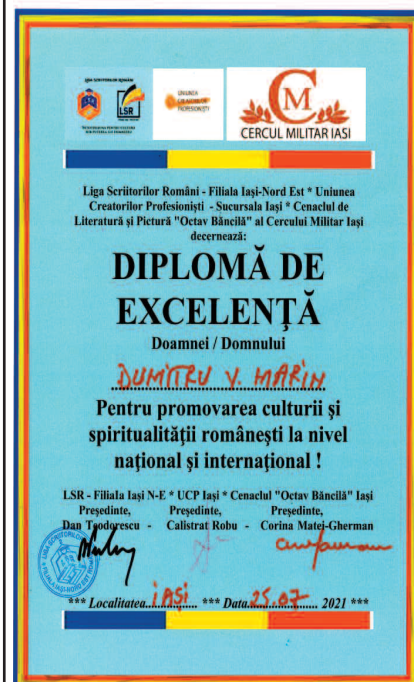 LIGA SCRIITORILOR ROMÂNI
LSR
UNIUNEA
CREATORILOR
PROFESIONIȘTI
CM
CERCUL MILITAR IASI
Liga Scriitorilor Români - Filiala Iași-Nord Est * Uniunea
Creatorilor Profesioniști - Sucursala Iași * Cenaclul de
Literatură și Pictură "Octav Băncilă" al Cercului Militar Iași
decernează:
DIPLOMĂ DE
EXCELENȚĂ
Doamnei / Domnului
DUMITRU V. MARIN
Pentru promovarea culturii și
spiritualității românești la nivel
național și internațional !
LSR - Filiala Iași N-E * UCP Iași * Cenaclul "Octav Băncilă" Iași
Președinte, Președinte, Președinte,
Dan Teodorescu - Calistrat Robu - Corina Matei-Gherman
*** Localitatea IAȘI *** Data 25.07 2021 ***